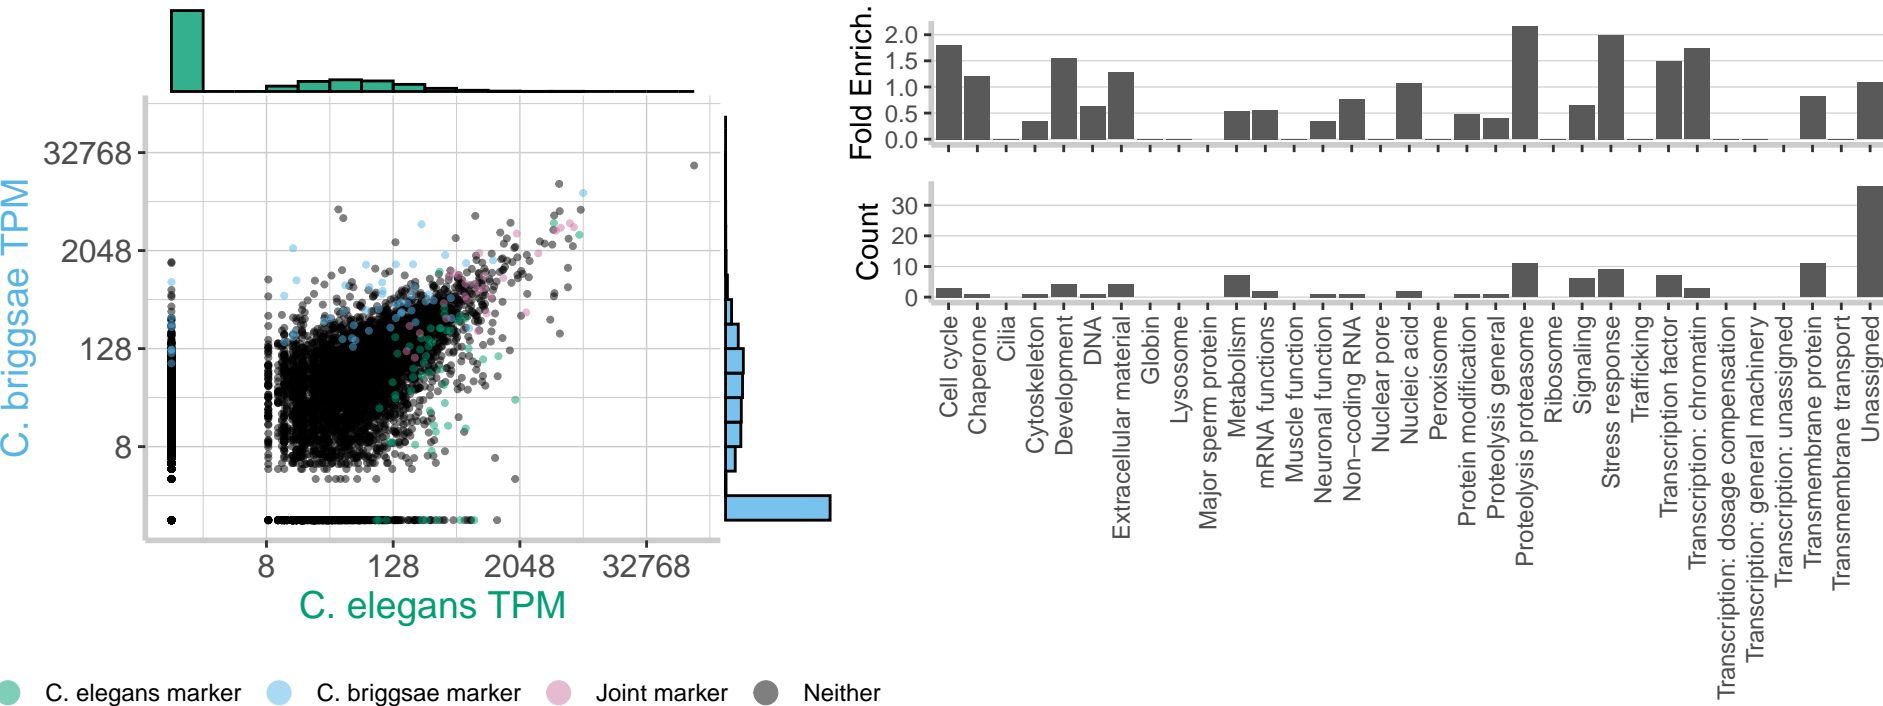 C. briggsae TPM
32768
2048
128
8
8
128
2048
32768
C. elegans TPM
C. elegans marker
C. briggsae marker
Joint marker
Neither
Fold Enrich.
2.0
1.5
1.0
0.5
0.0
Count
30
20
10
0
Cell cycle
Chaperone
Cilia
Cytoskeleton
Development
DNA
Extracellular material
Globin
Lysosome
Major sperm protein
Metabolism
mRNA functions
Muscle function
Neuronal function
Non−coding RNA
Nuclear pore
Nucleic acid
Peroxisome
Protein modification
Proteolysis general
Proteolysis proteasome
Ribosome
Signaling
Stress response
Trafficking
Transcription factor
Transcription: chromatin
Transcription: dosage compensation
Transcription: general machinery
Transcription: unassigned
Transmembrane protein
Transmembrane transport
Unassigned